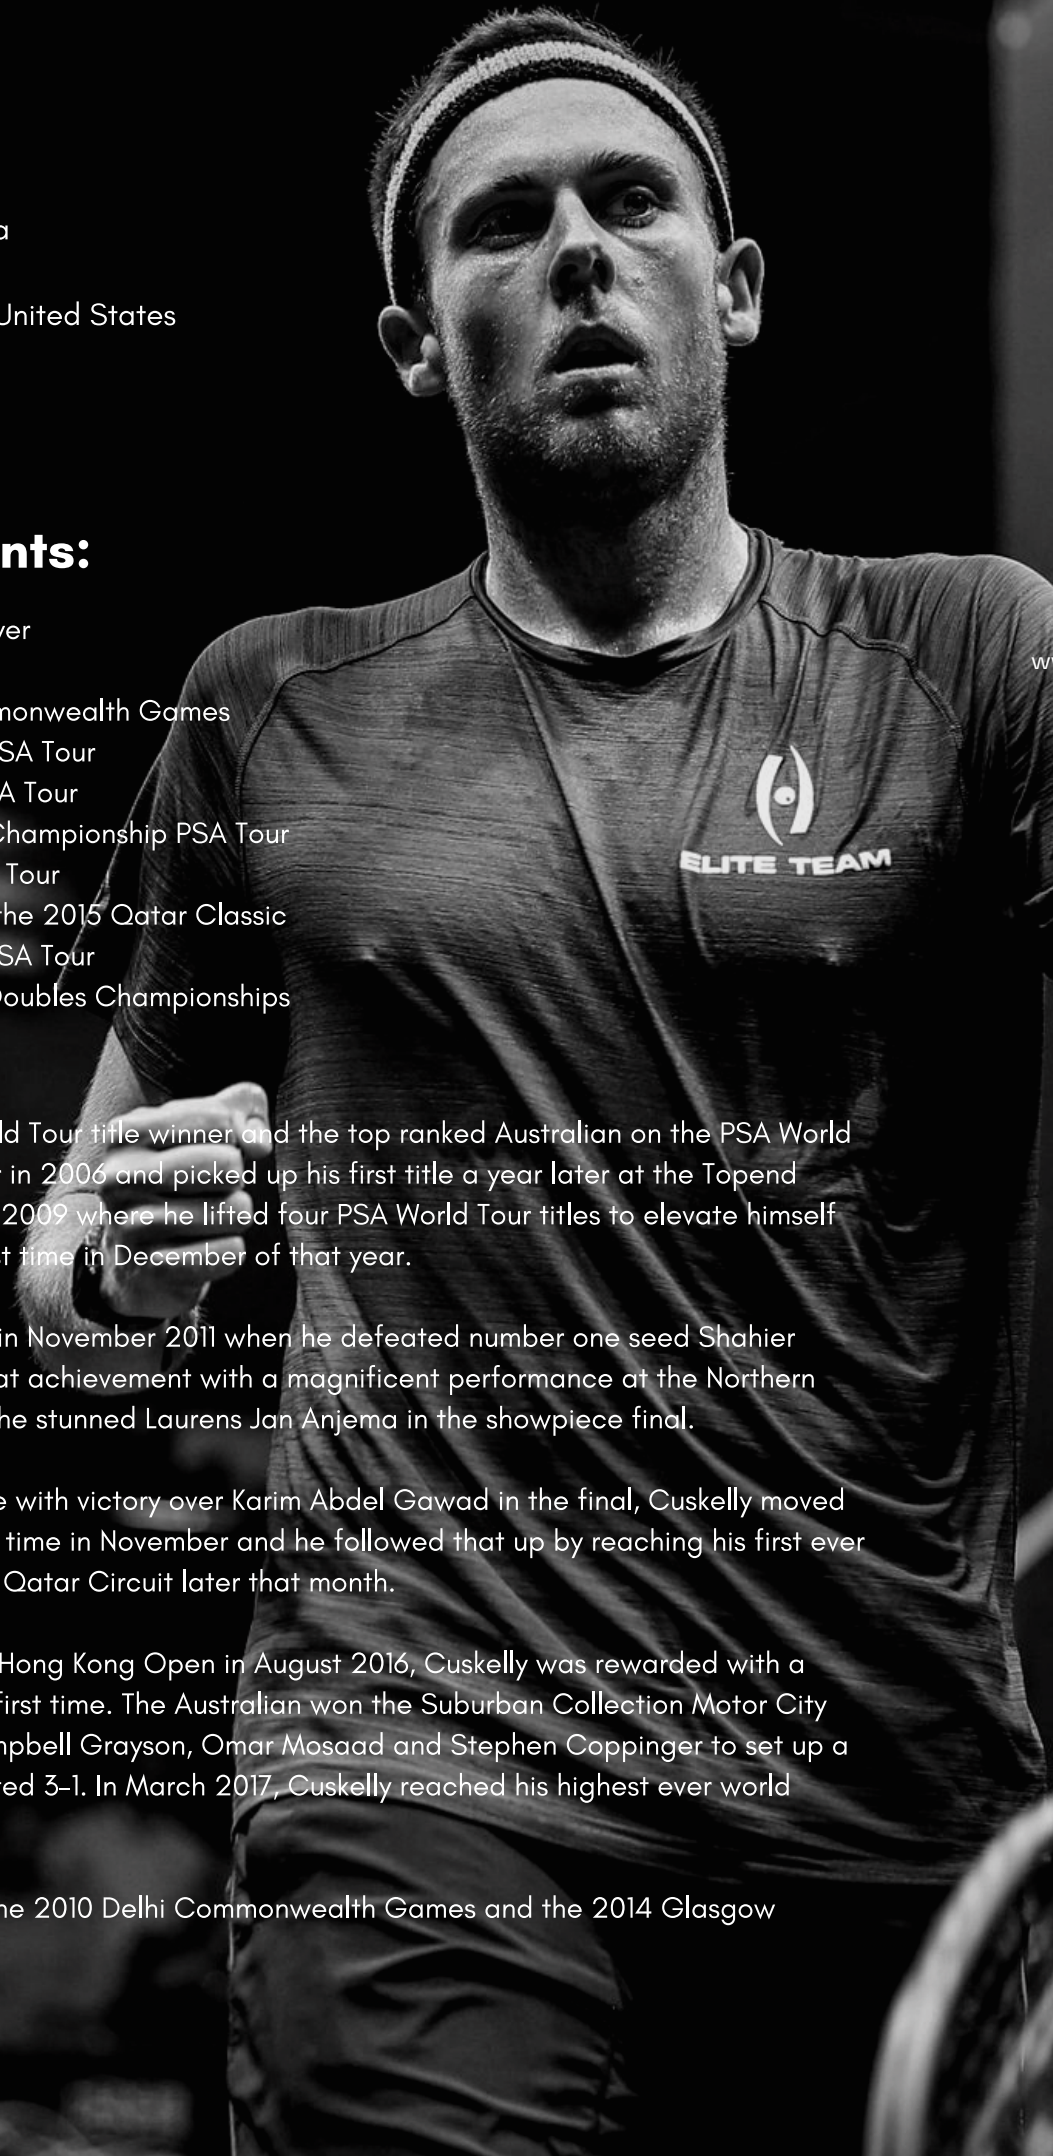 a
United States
nts:
yer
monwealth Games
SA Tour
A Tour
Championship PSA Tour
Tour
the 2015 Qatar Classic
SA Tour
Doubles Championships
ELITE TEAM
ld Tour title winner and the top ranked Australian on the PSA World
r in 2006 and picked up his first title a year later at the Topend
2009 where he lifted four PSA World Tour titles to elevate himself
st time in December of that year.
in November 2011 when he defeated number one seed Shahier
at achievement with a magnificent performance at the Northern
he stunned Laurens Jan Anjema in the showpiece final.
e with victory over Karim Abdel Gawad in the final, Cuskelly moved
time in November and he followed that up by reaching his first ever
Qatar Circuit later that month.
Hong Kong Open in August 2016, Cuskelly was rewarded with a
first time. The Australian won the Suburban Collection Motor City
mpbell Grayson, Omar Mosaad and Stephen Coppinger to set up a
ted 3-1. In March 2017, Cuskelly reached his highest ever world
he 2010 Delhi Commonwealth Games and the 2014 Glasgow